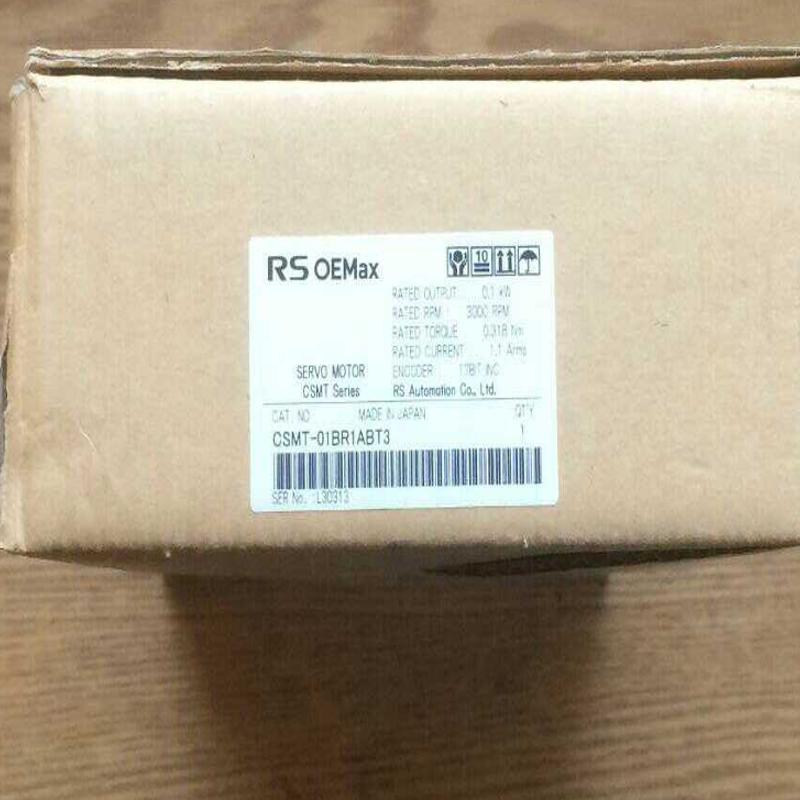 RS OEMax
10
RATED OUTPUT : 0.1 kW
RATED RPM : 3000 RPM
RATED TORQUE : 0.318 Nm
RATED CURRENT : 1.1 Arms
SERVO MOTOR ENCODER : 17BIT INC
CSMT Series RS Automation Co., Ltd.
CAT. NO MADE IN JAPAN QTY
CSMT-01BR1ABT3 1
SER No. : L30313